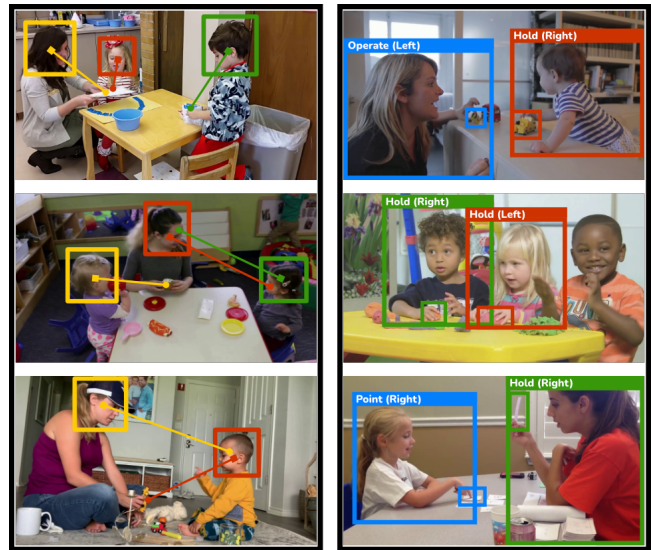 Operate (Left)
Hold (Right)
Hold (Right)
Hold (Left)
Point (Right)
Hold (Right)